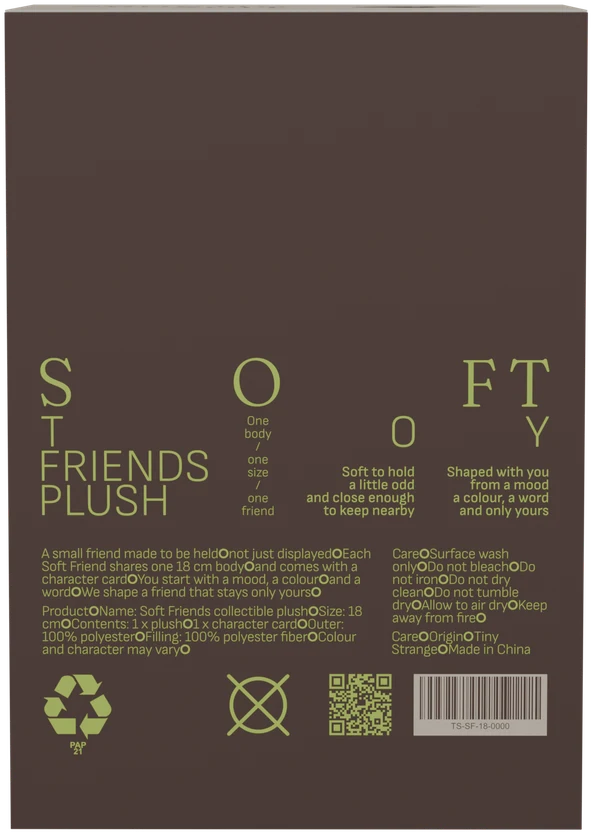 S O FT
T O Y
FRIENDS
PLUSH
One
body
/
one
size
/
one
friend
Soft to hold
a little odd
and close enough
to keep nearby
Shaped with you
from a mood
a colour, a word
and only yours
A small friend made to be heldOnot just displayedOEach
Soft Friend shares one 18 cm bodyOand comes with a
character cardOYou start with a mood, a colourOand a
wordOWe shape a friend that stays only yoursO
ProductOName: Soft Friends collectible plushOSize: 18
cmOContents: 1 x plushO1 x character cardOOuter:
100% polyesterOFilling: 100% polyester fiberOColour
and character may varyO
CareOSurface wash
onlyODo not bleachODo
not ironODo not dry
cleanODo not tumble
dryOAllow to air dryOKeep
away from fireO
CareOOriginOTiny
StrangeOMade in China
PAP
21
TS-SF-18-0000